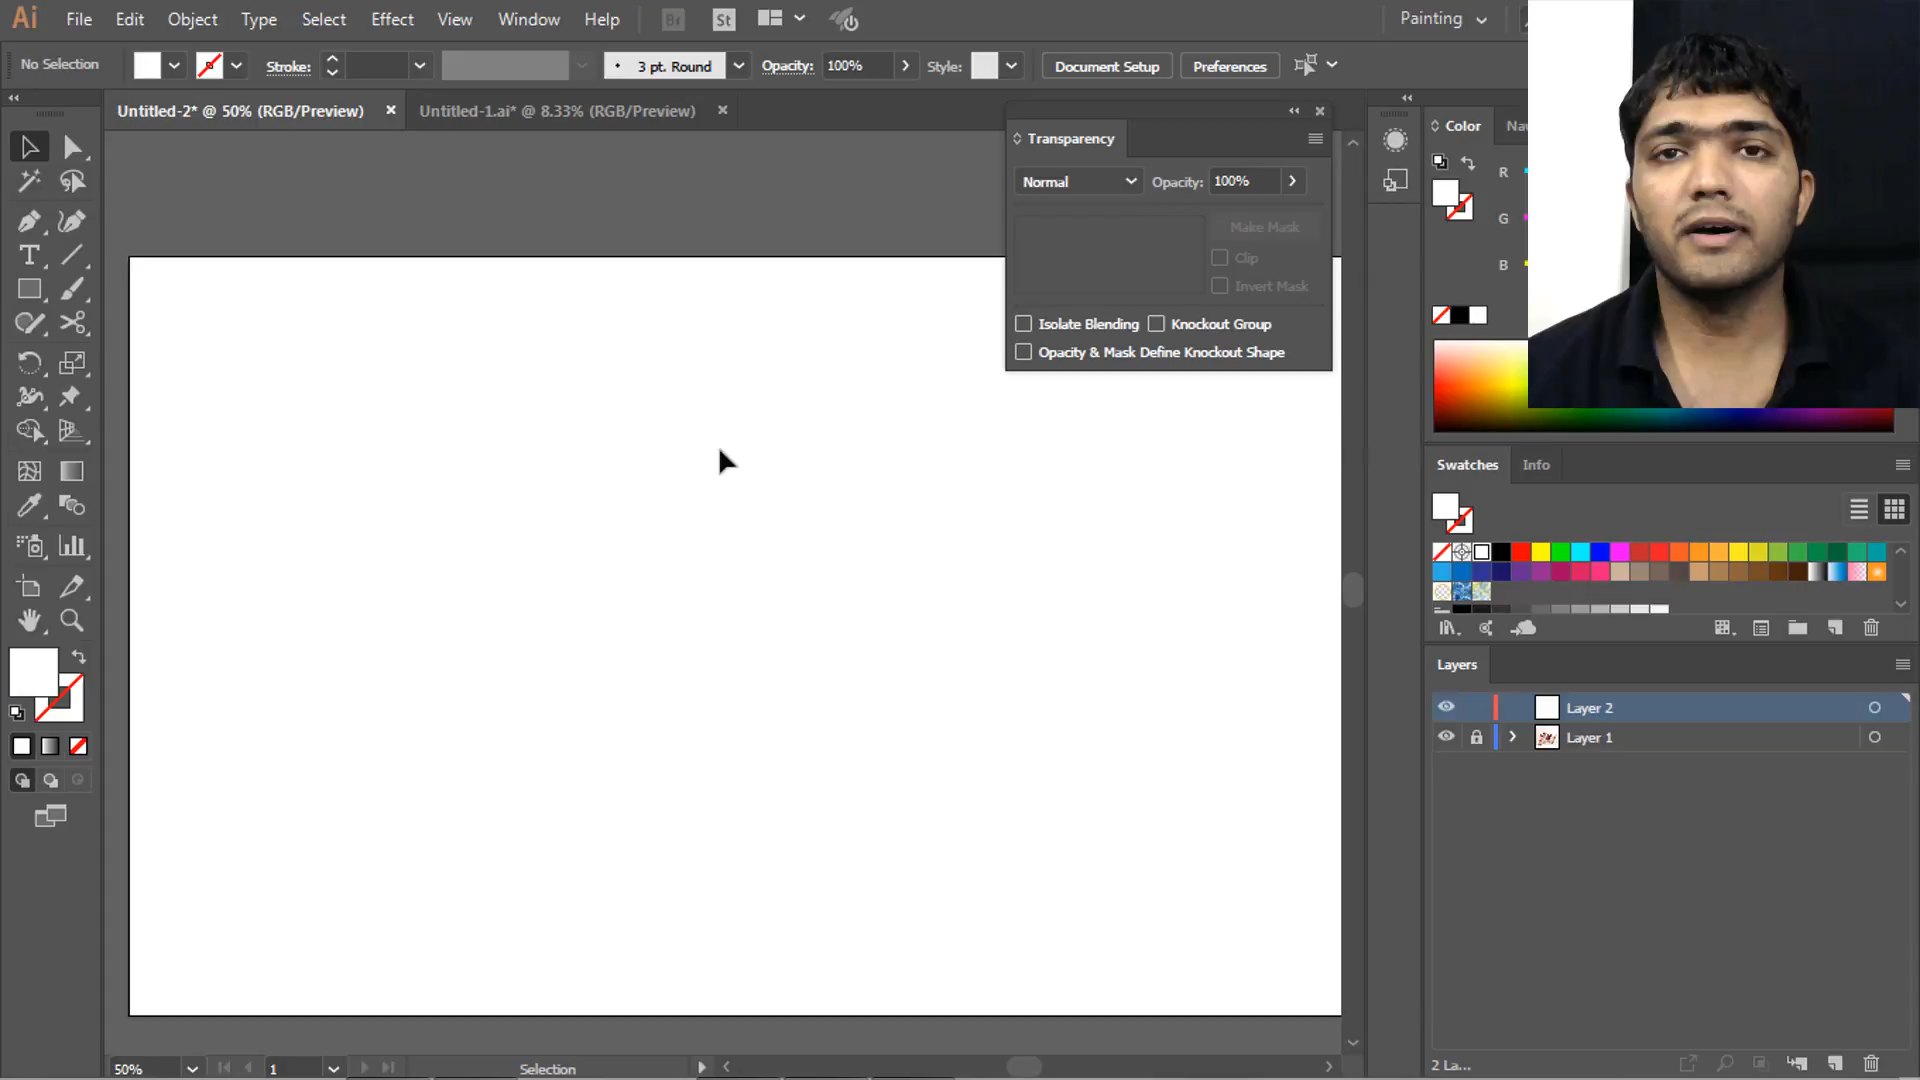 Ai File Edit Object Type Select Effect View Window Help Br St Painting
No Selection Stroke: 3 pt. Round Opacity: 100% Style: Document Setup Preferences
Untitled-2* @ 50% (RGB/Preview) Untitled-1.ai* @ 8.33% (RGB/Preview)
Transparency
Normal Opacity: 100%
Make Mask
Clip
Invert Mask
Isolate Blending Knockout Group
Opacity & Mask Define Knockout Shape
Color
R
G
B
Swatches Info
Layers
Layer 2
Layer 1
50% 1 Selection
2 La...